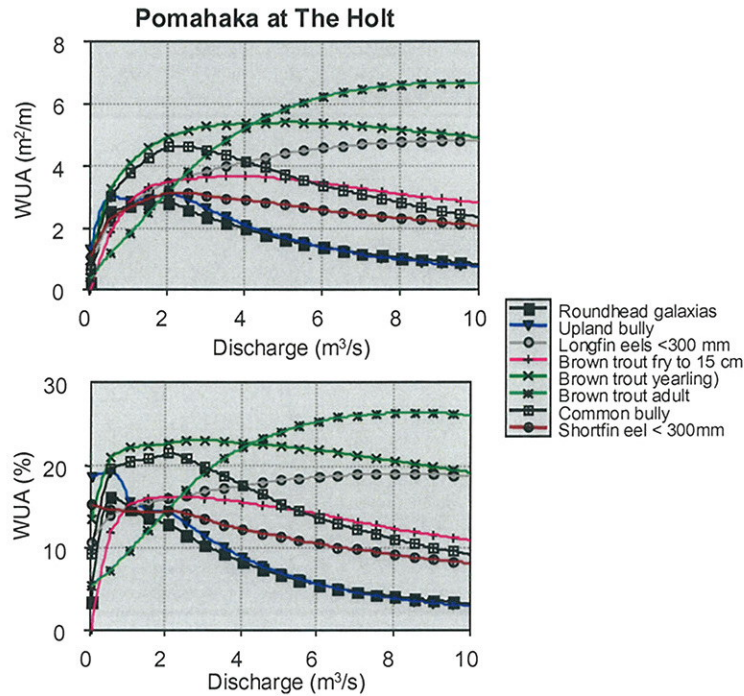 Pomahaka at The Holt
8
6
4
2
0
WUA (m²/m)
0 2 4 6 8 10
Discharge (m³/s)
30
20
10
0
WUA (%)
0 2 4 6 8 10
Discharge (m³/s)
Roundhead galaxias
Upland bully
Longfin eels <300 mm
Brown trout fry to 15 cm
Brown trout yearling)
Brown trout adult
Common bully
Shortfin eel < 300mm